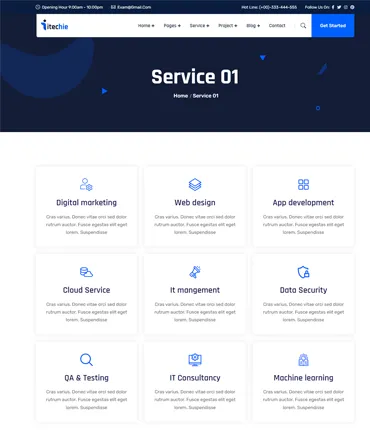 Opening Hour 9:00am - 10:00pm Exam@Gmail.Com Hot Line: (+00)-333-444-555 Follow Us On:
itechie Home + Pages + Service + Project + Blog + Contact Get Started
Service 01
Home / Service 01
Digital marketing Web design App development
Cras varius. Donec vitae orci sed dolor Cras varius. Donec vitae orci sed dolor Cras varius. Donec vitae orci sed dolor
rutrum auctor. Fusce egestas elit eget rutrum auctor. Fusce egestas elit eget rutrum auctor. Fusce egestas elit eget
lorem. Suspendisse lorem. Suspendisse lorem. Suspendisse
Cloud Service It mangement Data Security
Cras varius. Donec vitae orci sed dolor Cras varius. Donec vitae orci sed dolor Cras varius. Donec vitae orci sed dolor
rutrum auctor. Fusce egestas elit eget rutrum auctor. Fusce egestas elit eget rutrum auctor. Fusce egestas elit eget
lorem. Suspendisse lorem. Suspendisse lorem. Suspendisse
QA & Testing IT Consultancy Machine learning
Cras varius. Donec vitae orci sed dolor Cras varius. Donec vitae orci sed dolor Cras varius. Donec vitae orci sed dolor
rutrum auctor. Fusce egestas elit eget rutrum auctor. Fusce egestas elit eget rutrum auctor. Fusce egestas elit eget
lorem. Suspendisse lorem. Suspendisse lorem. Suspendisse